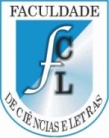 FACULDADE
FCL
DE CIÊNCIAS E LETRAS